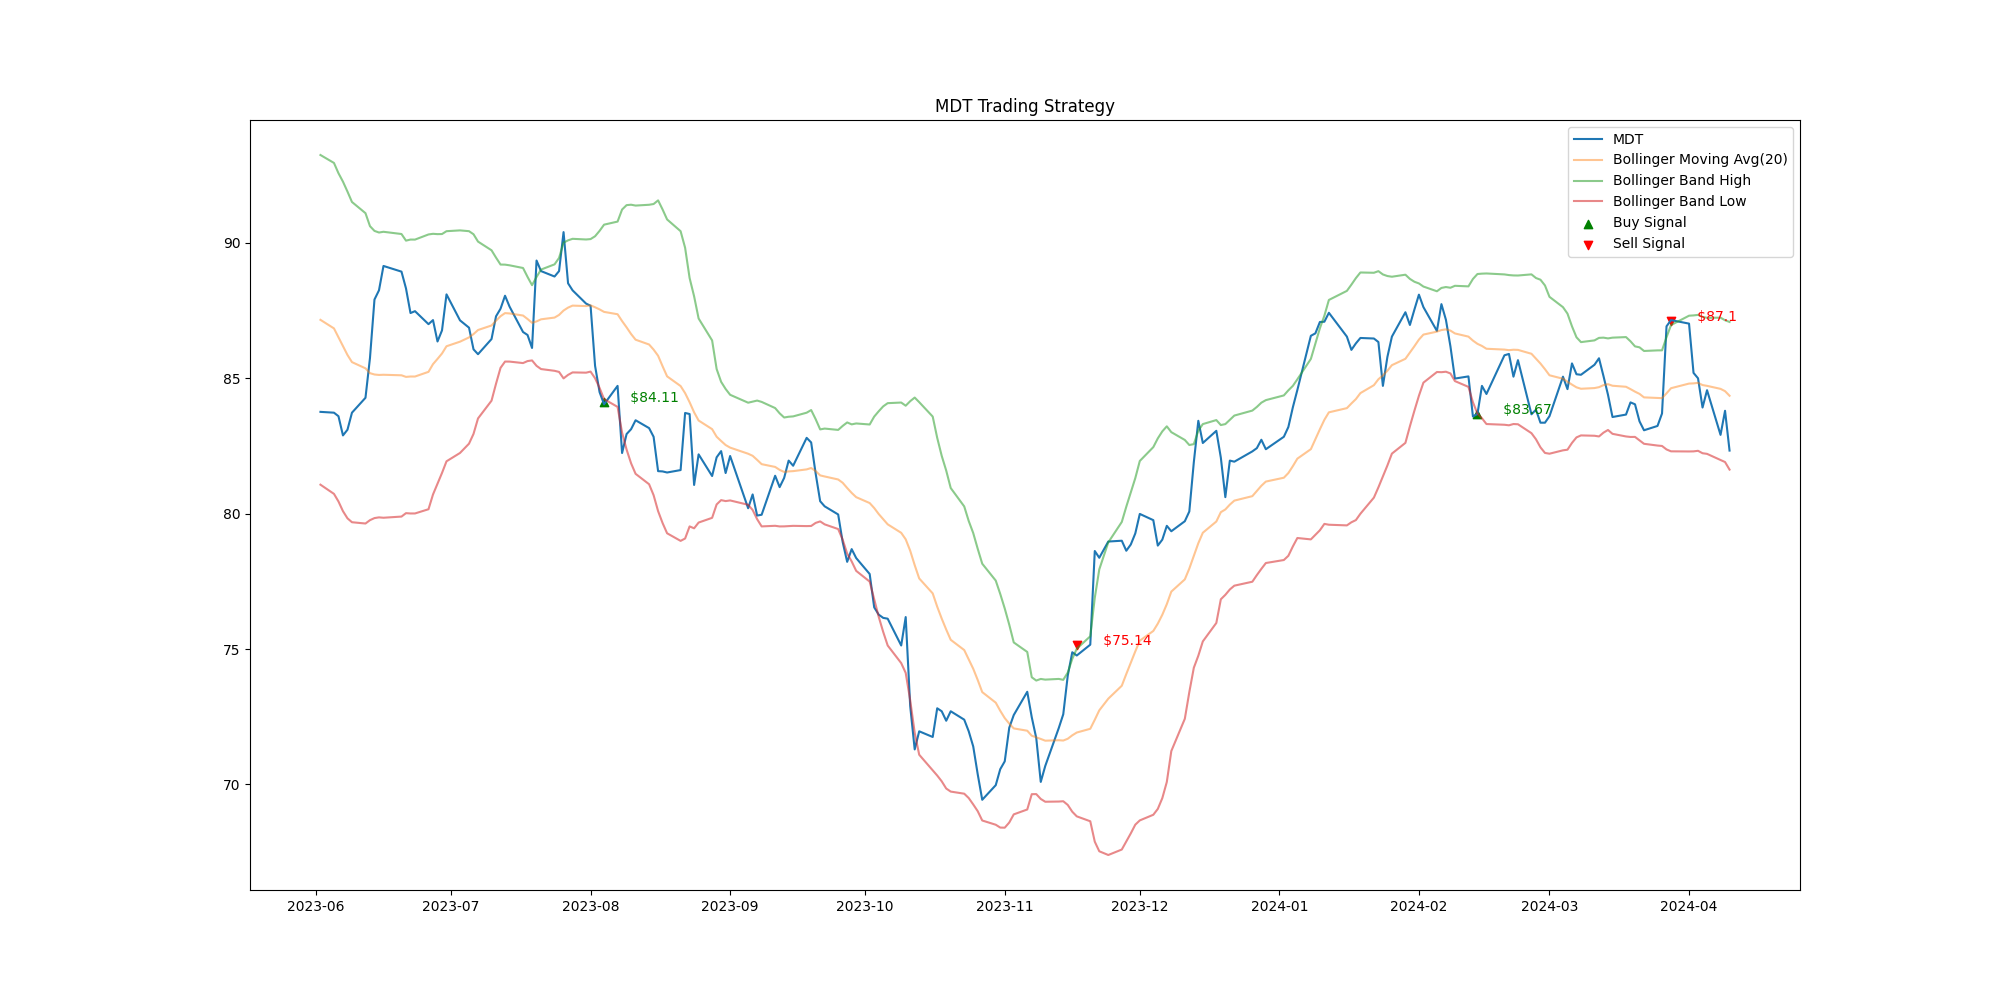 MDT Trading Strategy
MDT
Bollinger Moving Avg(20)
Bollinger Band High
Bollinger Band Low
Buy Signal
Sell Signal
90
85
80
75
70
$84.11
$75.14
$83.67
$87.1
2023-06
2023-07
2023-08
2023-09
2023-10
2023-11
2023-12
2024-01
2024-02
2024-03
2024-04